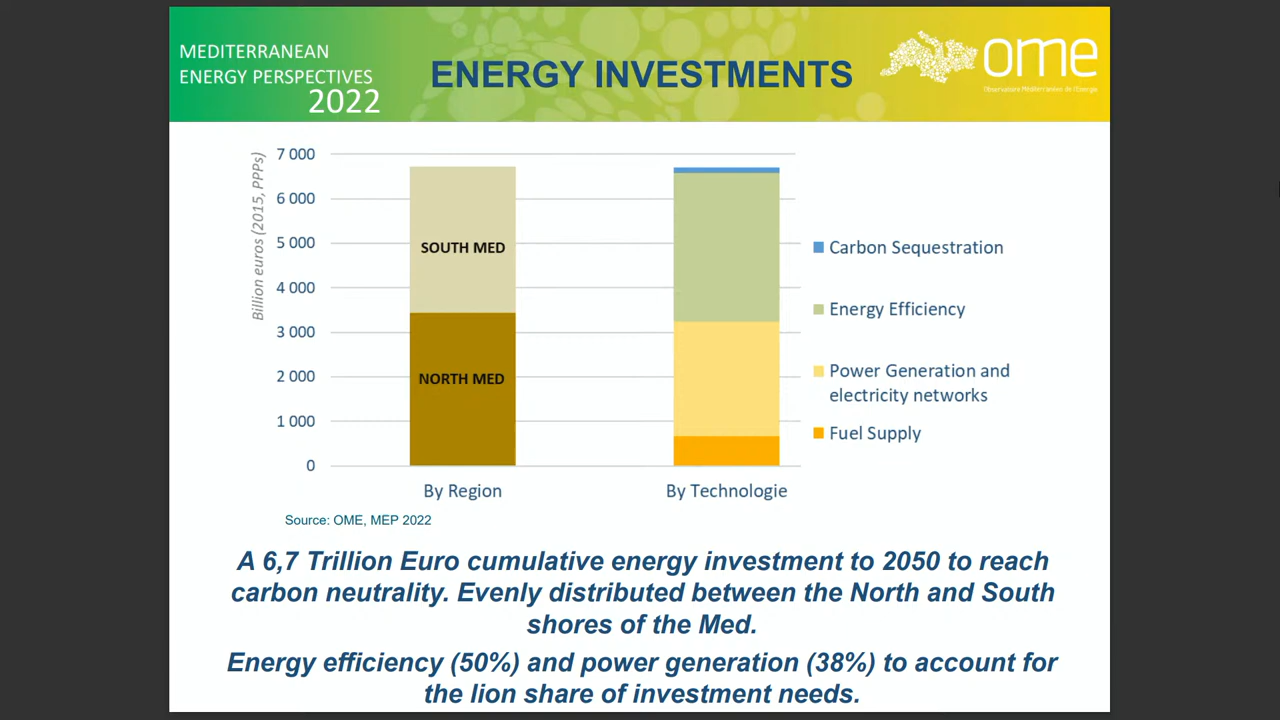 MEDITERRANEAN
ENERGY PERSPECTIVES
2022
ENERGY INVESTMENTS
ome
Observatoire Méditerranéen de l'Energie
Billion euros (2015, PPPs)
7 000
6 000
5 000
4 000
3 000
2 000
1 000
0
SOUTH MED
NORTH MED
By Region
By Technologie
Carbon Sequestration
Energy Efficiency
Power Generation and
electricity networks
Fuel Supply
Source: OME, MEP 2022
A 6,7 Trillion Euro cumulative energy investment to 2050 to reach
carbon neutrality. Evenly distributed between the North and South
shores of the Med.
Energy efficiency (50%) and power generation (38%) to account for
the lion share of investment needs.